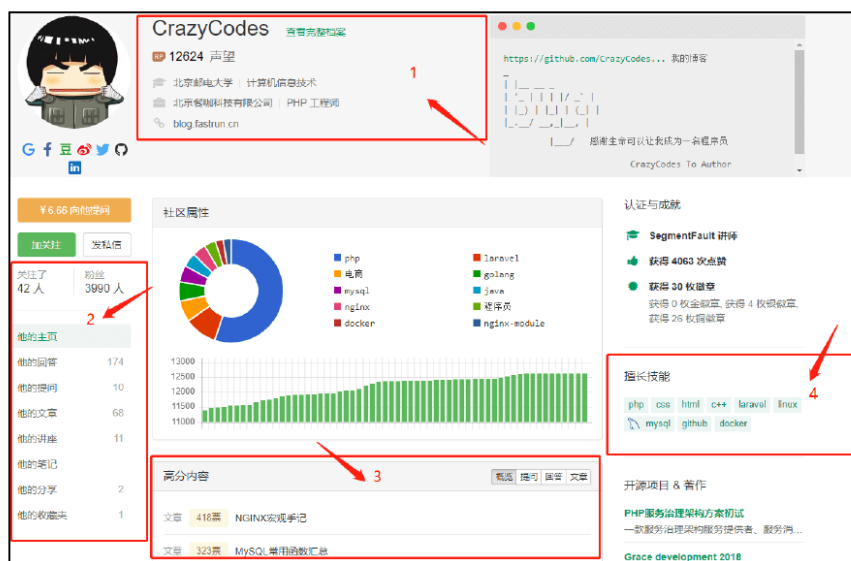 CrazyCodes 查看完整档案
RP 12624 声望
北京邮电大学 | 计算机信息技术
北京餐咖科技有限公司 | PHP 工程师
blog.fastrun.cn
1
https://github.com/CrazyCodes... 我的博客
感谢生命可以让我成为一名程序员
CrazyCodes To Author
G f 豆 in
¥6.66 向他提问
加关注 发私信
关注了 粉丝
42 人 3990 人
2
他的主页
他的回答 174
他的提问 10
他的文章 68
他的讲座 11
他的笔记
他的分享 2
他的收藏夹 1
社区属性
php laravel
电商 golang
mysql java
nginx 程序员
docker nginx-module
13000
12500
12000
11500
11000
3
高分内容 概览 提问 回答 文章
文章 418票 NGINX宏观手记
文章 323票 MySQL常用函数汇总
认证与成就
SegmentFault 讲师
获得 4063 次点赞
获得 30 枚徽章
获得 0 枚金徽章, 获得 4 枚银徽章,
获得 26 枚铜徽章
擅长技能
4
php css html c++ laravel linux
mysql github docker
开源项目 & 著作
PHP服务治理架构方案初试
一款服务治理架构服务提供者、服务消...
Grace development 2018